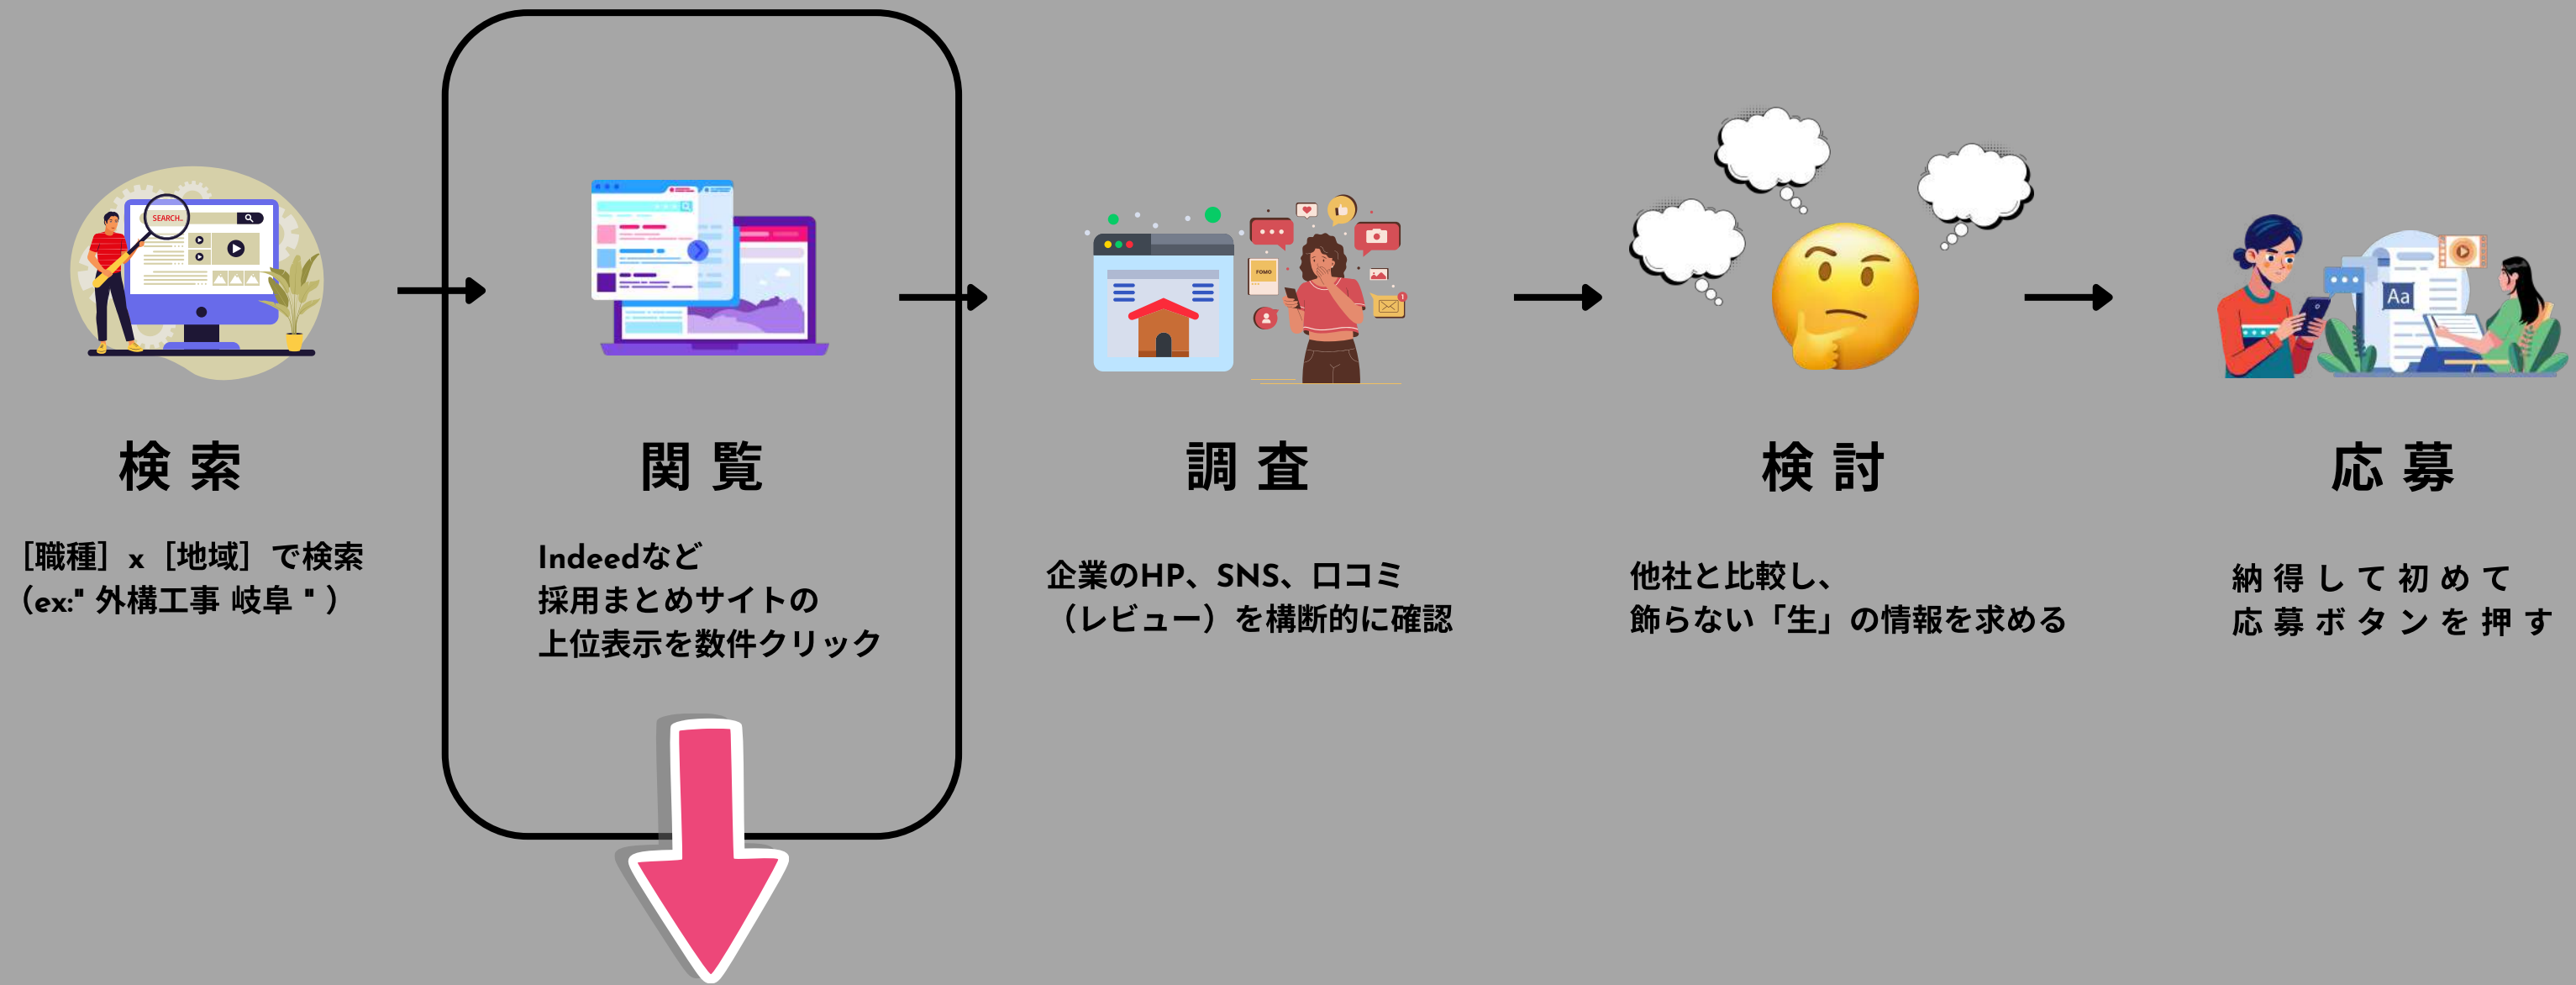 SEARCH..
FOMO
1
Aa
検索
関覧
調査
検討
応募
［職種］x［地域］で検索
（ex:" 外構工事 岐阜 "）
Indeedなど
採用まとめサイトの
上位表示を数件クリック
企業のHP、SNS、口コミ
（レビュー）を構断的に確認
他社と比較し、
飾らない「生」の情報を求める
納得して初めて
応募ボタンを押す